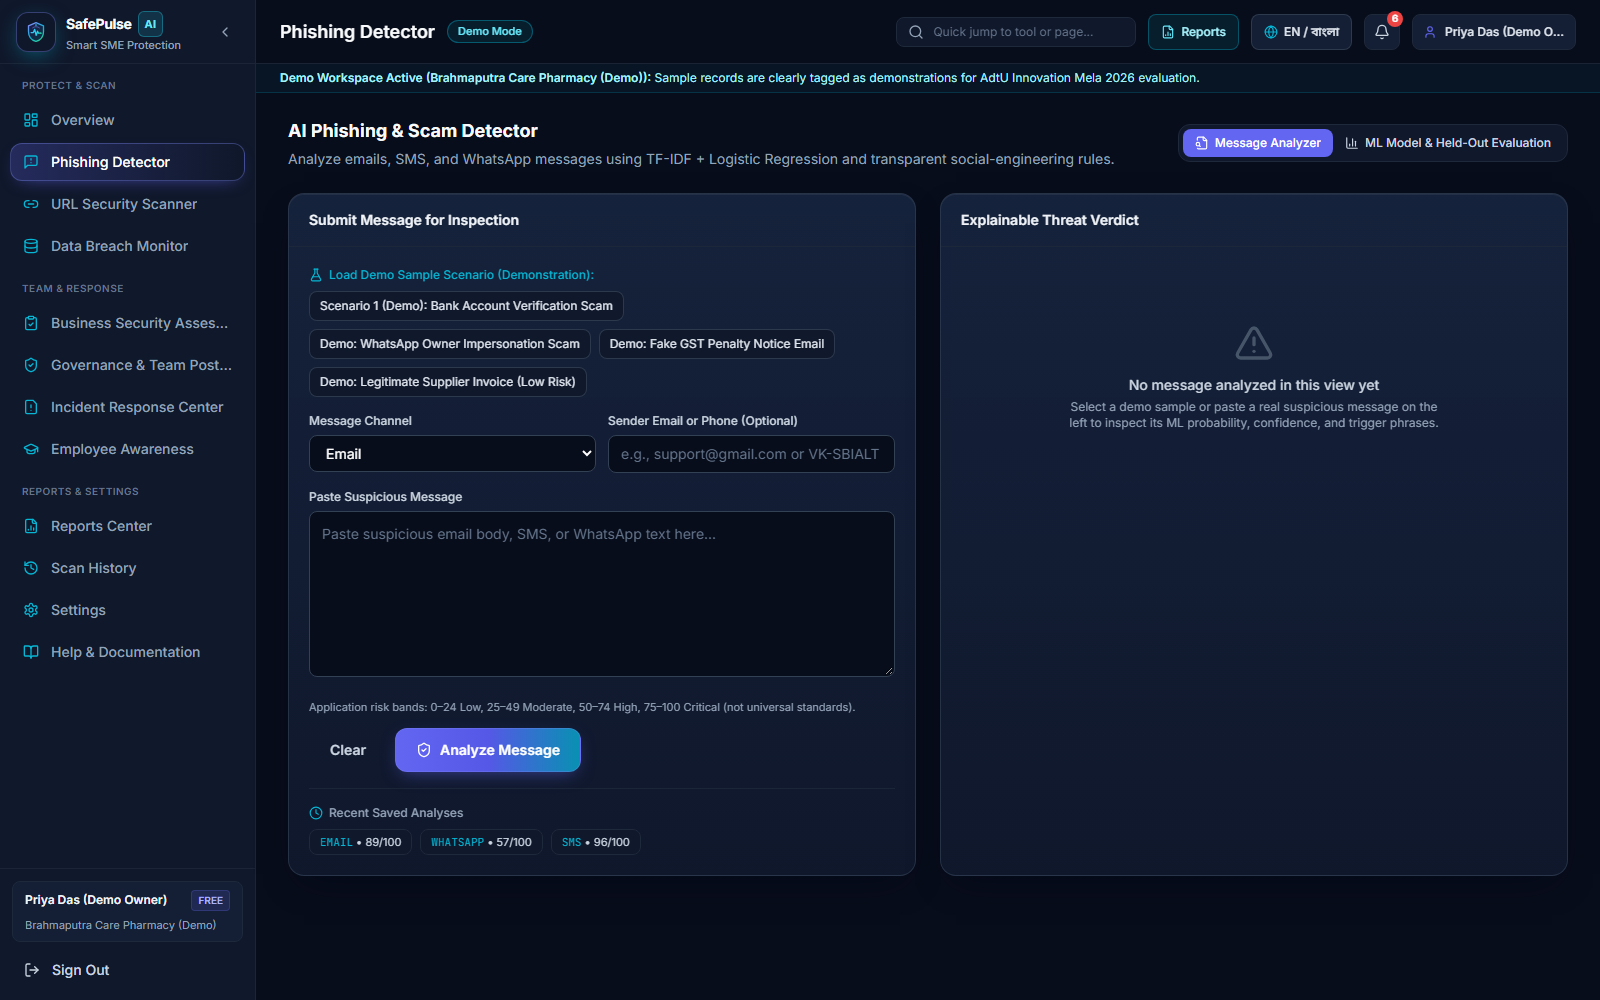 SafePulse AI
Smart SME Protection
PROTECT & SCAN
Overview
Phishing Detector
URL Security Scanner
Data Breach Monitor
TEAM & RESPONSE
Business Security Asses...
Governance & Team Post...
Incident Response Center
Employee Awareness
REPORTS & SETTINGS
Reports Center
Scan History
Settings
Help & Documentation
Priya Das (Demo Owner) FREE
Brahmaputra Care Pharmacy (Demo)
Sign Out
Phishing Detector Demo Mode
Quick jump to tool or page...
Reports
EN / বাংলা
6
Priya Das (Demo O...
Demo Workspace Active (Brahmaputra Care Pharmacy (Demo)): Sample records are clearly tagged as demonstrations for AdtU Innovation Mela 2026 evaluation.
AI Phishing & Scam Detector
Analyze emails, SMS, and WhatsApp messages using TF-IDF + Logistic Regression and transparent social-engineering rules.
Message Analyzer
ML Model & Held-Out Evaluation
Submit Message for Inspection
Load Demo Sample Scenario (Demonstration):
Scenario 1 (Demo): Bank Account Verification Scam
Demo: WhatsApp Owner Impersonation Scam
Demo: Fake GST Penalty Notice Email
Demo: Legitimate Supplier Invoice (Low Risk)
Message Channel
Email
Sender Email or Phone (Optional)
e.g., support@gmail.com or VK-SBIALT
Paste Suspicious Message
Paste suspicious email body, SMS, or WhatsApp text here...
Application risk bands: 0–24 Low, 25–49 Moderate, 50–74 High, 75–100 Critical (not universal standards).
Clear
Analyze Message
Recent Saved Analyses
EMAIL • 89/100
WHATSAPP • 57/100
SMS • 96/100
Explainable Threat Verdict
No message analyzed in this view yet
Select a demo sample or paste a real suspicious message on the
left to inspect its ML probability, confidence, and trigger phrases.